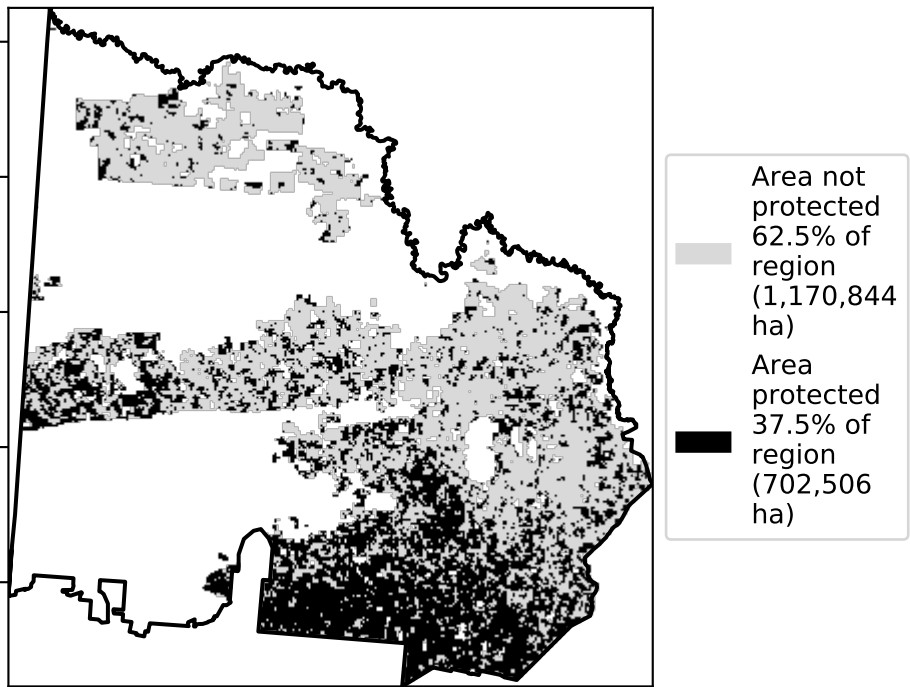 Area not
protected
62.5% of
region
(1,170,844
ha)
Area
protected
37.5% of
region
(702,506
ha)